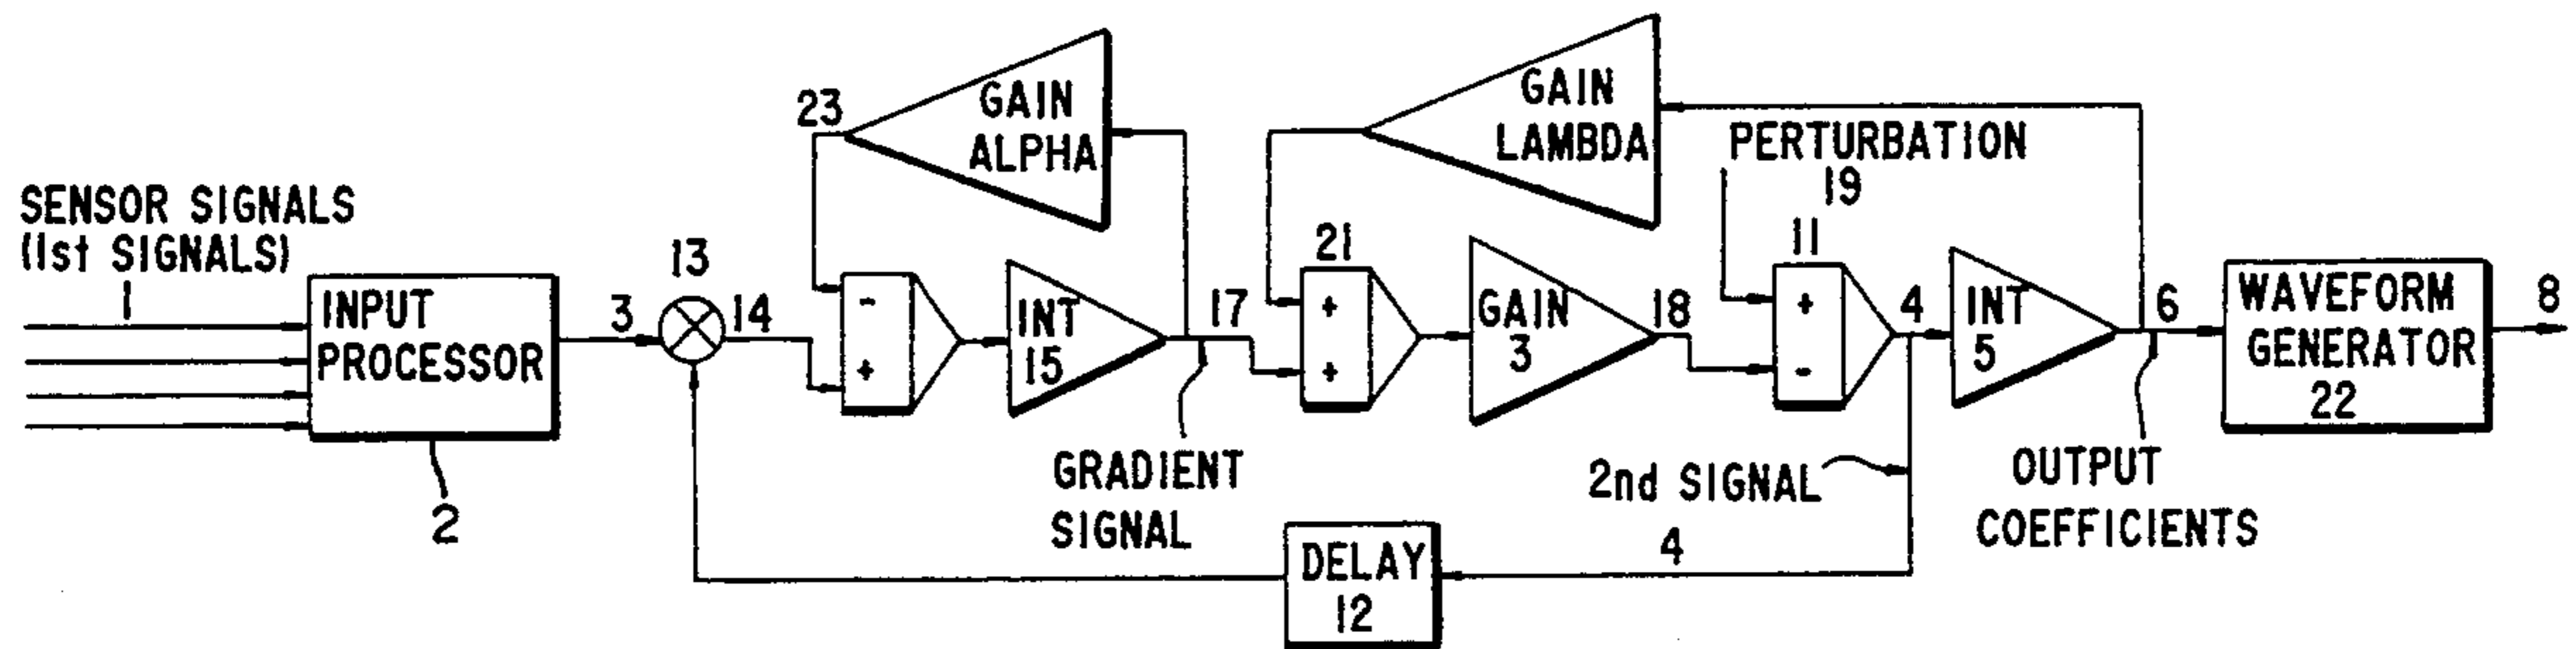 SENSOR SIGNALS
(1st SIGNALS)
1
INPUT
PROCESSOR
2
3
13
14
23
GAIN
ALPHA
-
+
INT
15
17
GRADIENT
SIGNAL
GAIN
LAMBDA
21
+
+
GAIN
3
18
PERTURBATION
19
11
+
-
4
2nd SIGNAL
4
DELAY
12
INT
5
6
OUTPUT
COEFFICIENTS
WAVEFORM
GENERATOR
22
8